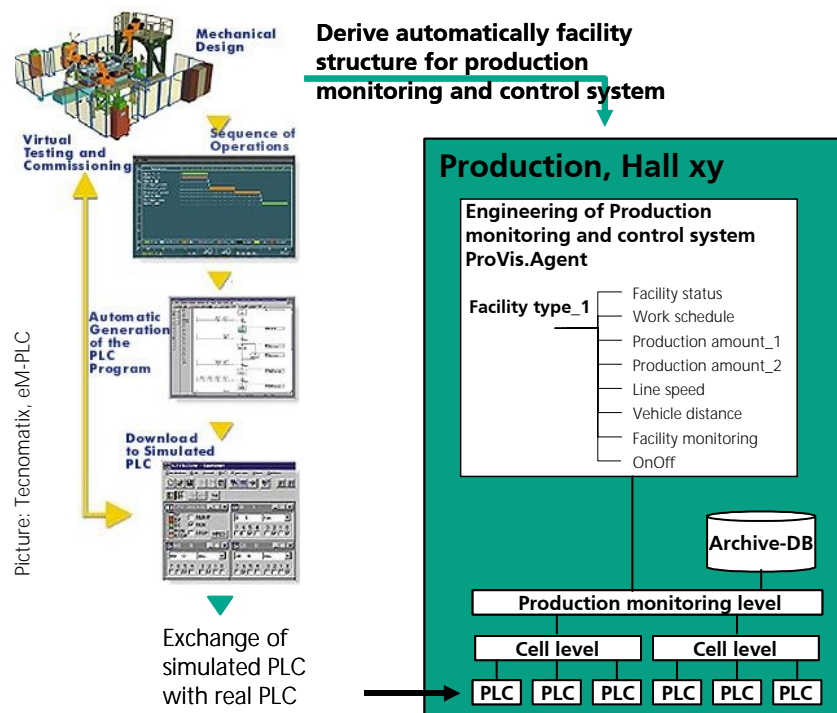 Mechanical
Design
Derive automatically facility
structure for production
monitoring and control system
Virtual
Testing and
Commissioning
Sequence of
Operations
Automatic
Generation
of the
PLC
Program
Download
to Simulated
PLC
Picture: Tecnomatix, eM-PLC
Exchange of
simulated PLC
with real PLC
Production, Hall xy
Engineering of Production
monitoring and control system
ProVis.Agent
Facility type_1
Facility status
Work schedule
Production amount_1
Production amount_2
Line speed
Vehicle distance
Facility monitoring
OnOff
Archive-DB
Production monitoring level
Cell level
Cell level
PLC
PLC
PLC
PLC
PLC
PLC